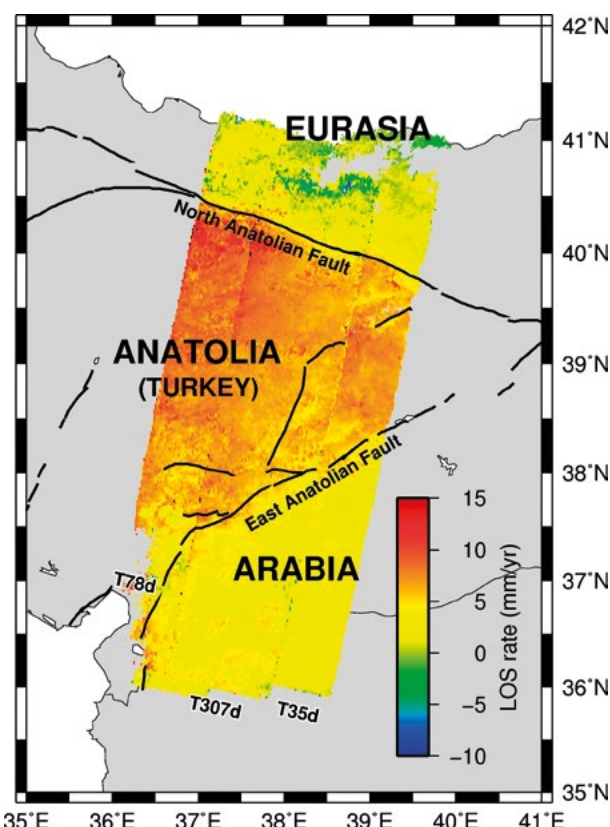 42°N
EURASIA
41°N
North Anatolian Fault
40°N
ANATOLIA
(TURKEY)
39°N
38°N
East Anatolian Fault
ARABIA
T78d
37°N
36°N
T307d
T35d
15
10
5
0
−5
−10
LOS rate (mm/yr)
35°N
35°E
36°E
37°E
38°E
39°E
40°E
41°E